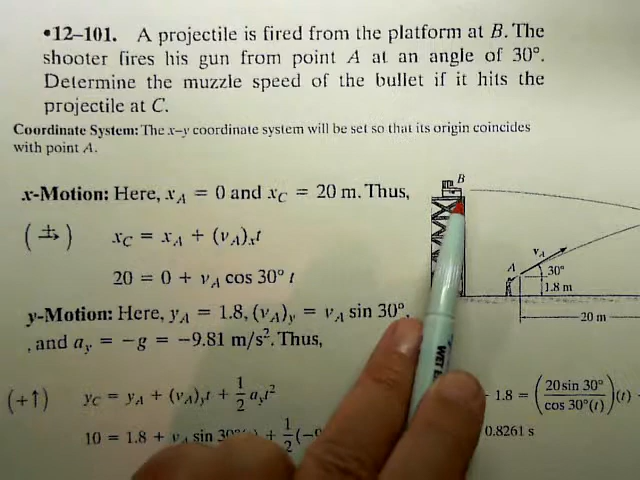 •12–101. A projectile is fired from the platform at B. The
shooter fires his gun from point A at an angle of 30°.
Determine the muzzle speed of the bullet if it hits the
projectile at C.
Coordinate System: The x–y coordinate system will be set so that its origin coincides
with point A.
x-Motion: Here, x_A = 0 and x_C = 20 m. Thus,
(→+) x_C = x_A + (v_A)_x t
20 = 0 + v_A cos 30° t
y-Motion: Here, y_A = 1.8, (v_A)_y = v_A sin 30°,
, and a_y = −g = −9.81 m/s². Thus,
(+↑) y_C = y_A + (v_A)_y t + 1/2 a_y t²
10 = 1.8 + v_A sin 30°(t) + 1/2(−9
B
v_A
A
30°
1.8 m
20 m
1.8 = (20 sin 30° / cos 30°(t))(t)
0.8261 s
WET